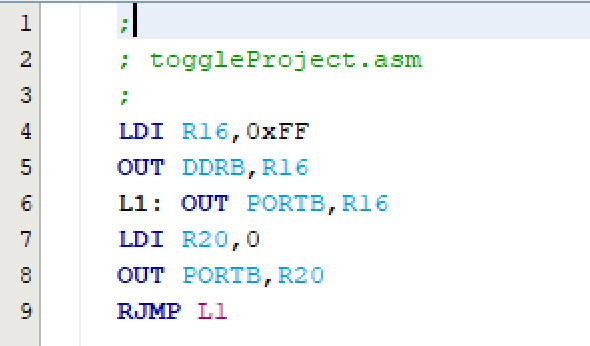 1 ;
2 ; toggleProject.asm
3 ;
4 LDI R16,0xFF
5 OUT DDRB,R16
6 L1: OUT PORTB,R16
7 LDI R20,0
8 OUT PORTB,R20
9 RJMP L1